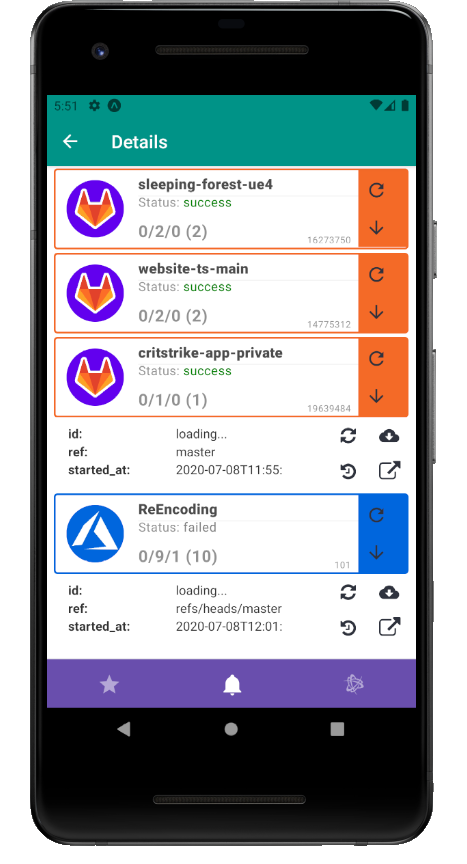 5:51
Details
sleeping-forest-ue4
Status: success
0/2/0 (2)
16273750
website-ts-main
Status: success
0/2/0 (2)
14775312
critstrike-app-private
Status: success
0/1/0 (1)
19639484
id: loading...
ref: master
started_at: 2020-07-08T11:55:
ReEncoding
Status: failed
0/9/1 (10)
101
id: loading...
ref: refs/heads/master
started_at: 2020-07-08T12:01: